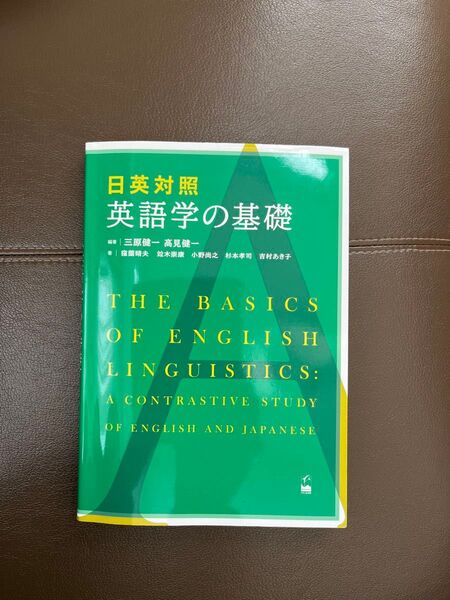 日英対照
英語学の基礎
編著 三原健一 高見健一
著 窪薗晴夫 竝木崇康 小野尚之 杉本孝司 吉村あき子
THE BASICS
OF ENGLISH
LINGUISTICS:
A CONTRASTIVE STUDY
OF ENGLISH AND JAPANESE